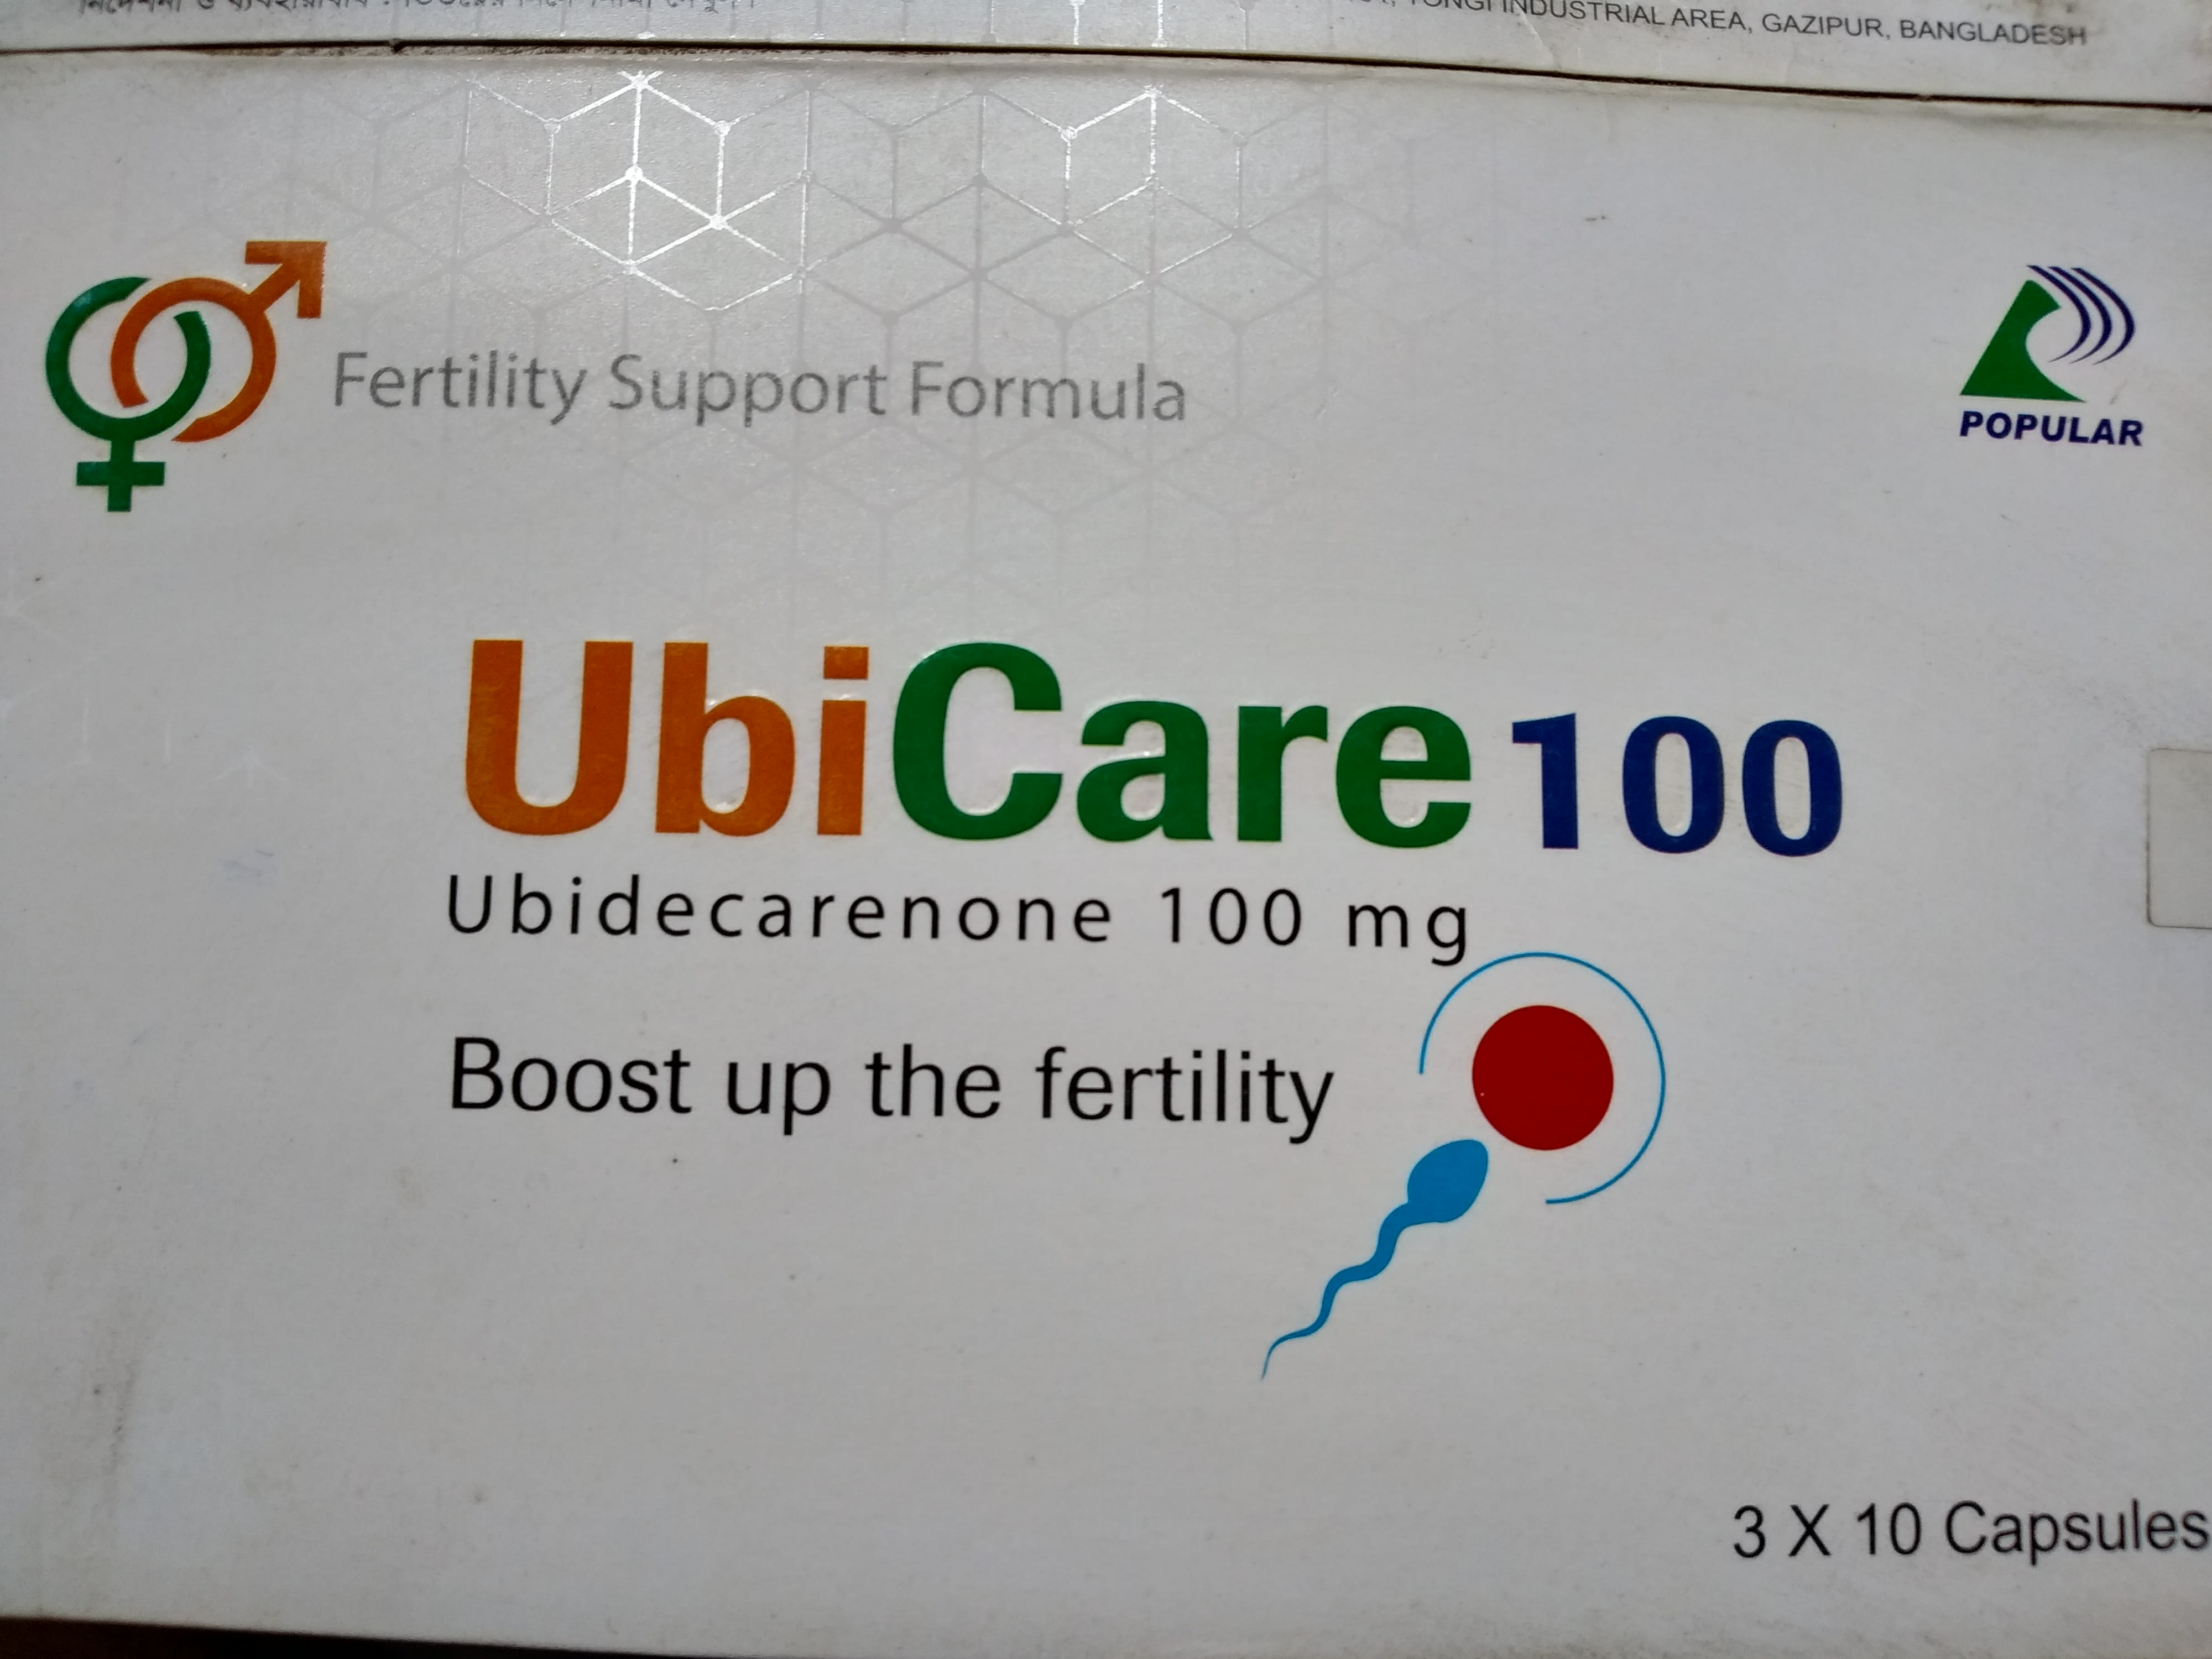 TONGI INDUSTRIAL AREA, GAZIPUR, BANGLADESH
Fertility Support Formula
POPULAR
UbiCare 100
Ubidecarenone 100 mg
Boost up the fertility
3 X 10 Capsules